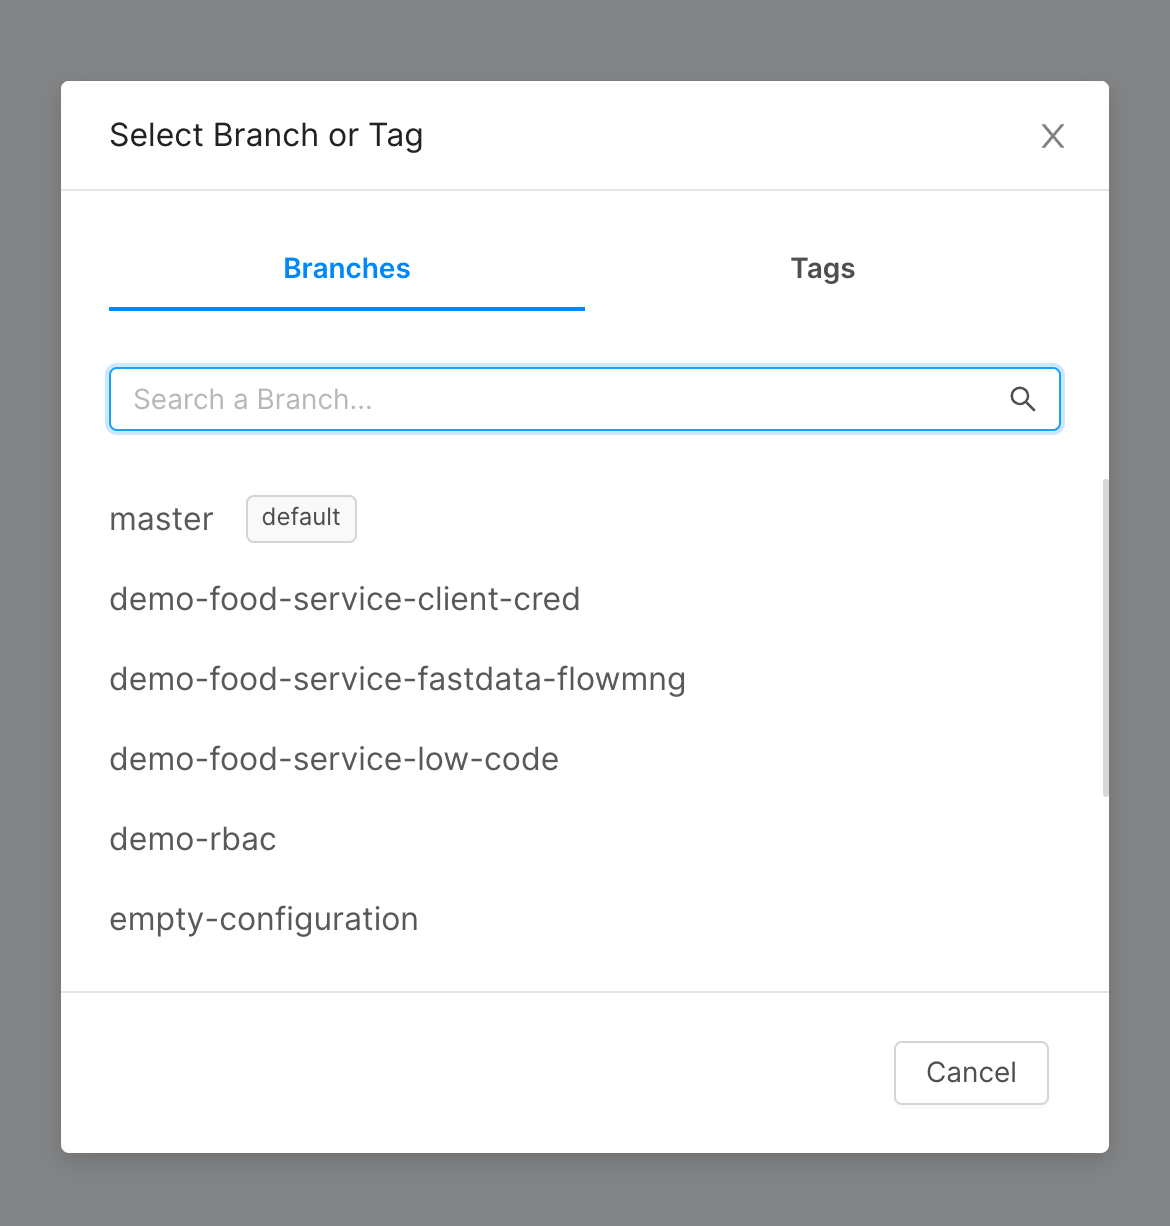 Select Branch or Tag
Branches Tags
Search a Branch...
master default
demo-food-service-client-cred
demo-food-service-fastdata-flowmng
demo-food-service-low-code
demo-rbac
empty-configuration
Cancel